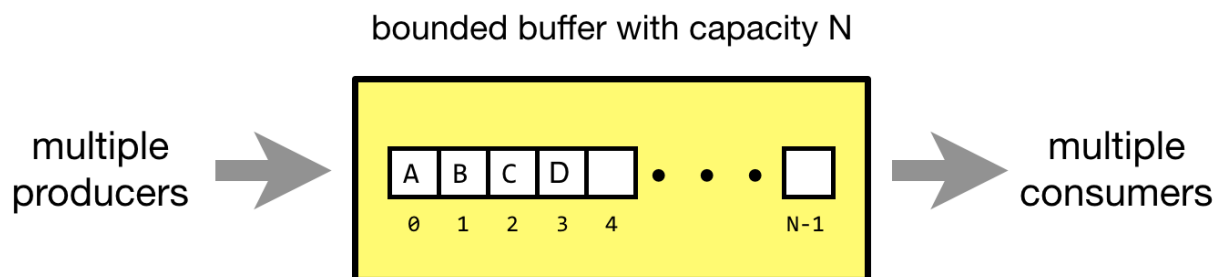 bounded buffer with capacity N
multiple
producers
A B C D
0 1 2 3 4 N-1
multiple
consumers